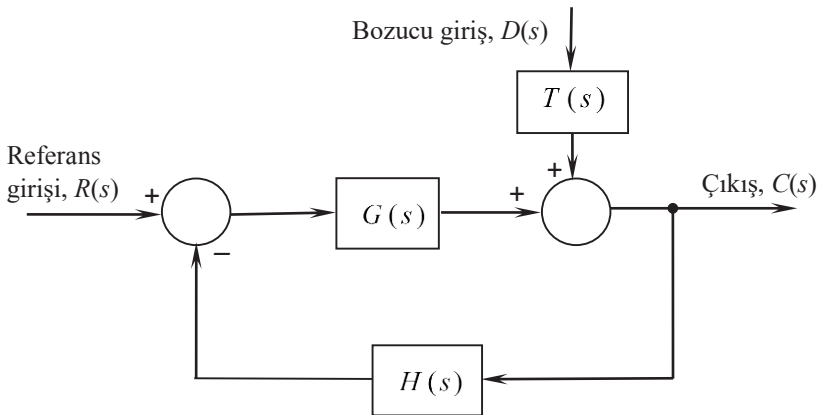 Bozucu giriş, D(s)
T(s)
Referans
girişi, R(s)
+
+
+
G(s)
Çıkış, C(s)
−
H(s)